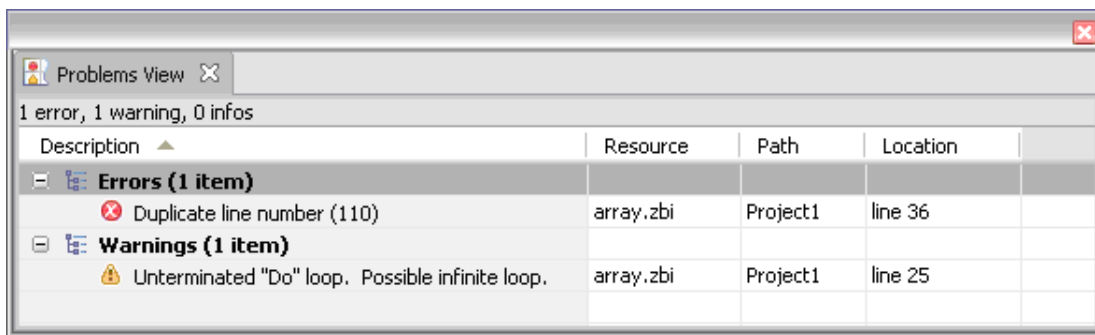 Problems View
1 error, 1 warning, 0 infos
Description Resource Path Location
Errors (1 item)
Duplicate line number (110) array.zbi Project1 line 36
Warnings (1 item)
Unterminated "Do" loop. Possible infinite loop. array.zbi Project1 line 25